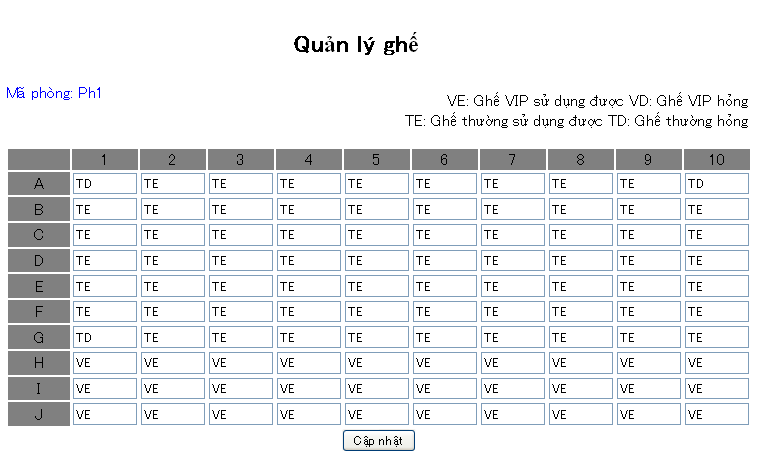 Quản lý ghế
Mã phòng: Ph1
VE: Ghế VIP sử dụng được VD: Ghế VIP hỏng
TE: Ghế thường sử dụng được TD: Ghế thường hỏng
1 2 3 4 5 6 7 8 9 10
A TD TE TE TE TE TE TE TE TE TD
B TE TE TE TE TE TE TE TE TE TE
C TE TE TE TE TE TE TE TE TE TE
D TE TE TE TE TE TE TE TE TE TE
E TE TE TE TE TE TE TE TE TE TE
F TE TE TE TE TE TE TE TE TE TE
G TD TE TE TE TE TE TE TE TE TE
H VE VE VE VE VE VE VE VE VE VE
I VE VE VE VE VE VE VE VE VE VE
J VE VE VE VE VE VE VE VE VE VE
Cập nhật